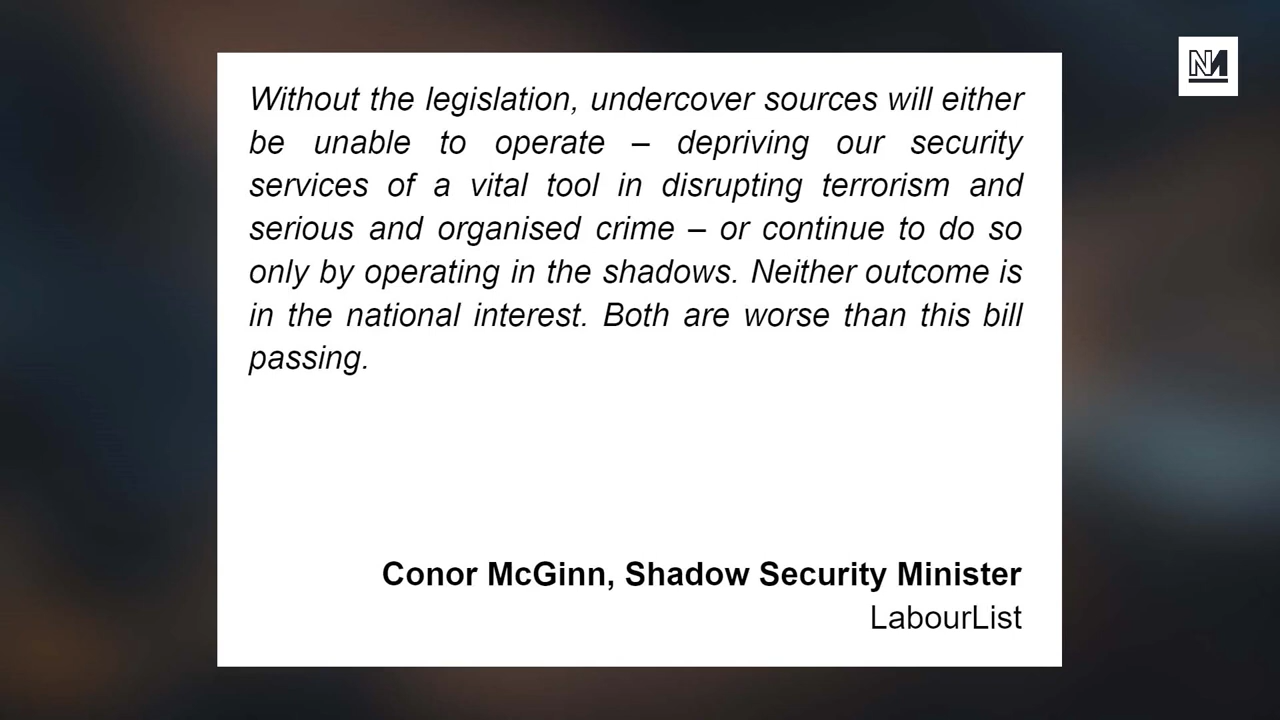 Without the legislation, undercover sources will either
be unable to operate – depriving our security
services of a vital tool in disrupting terrorism and
serious and organised crime – or continue to do so
only by operating in the shadows. Neither outcome is
in the national interest. Both are worse than this bill
passing.
Conor McGinn, Shadow Security Minister
LabourList
NM